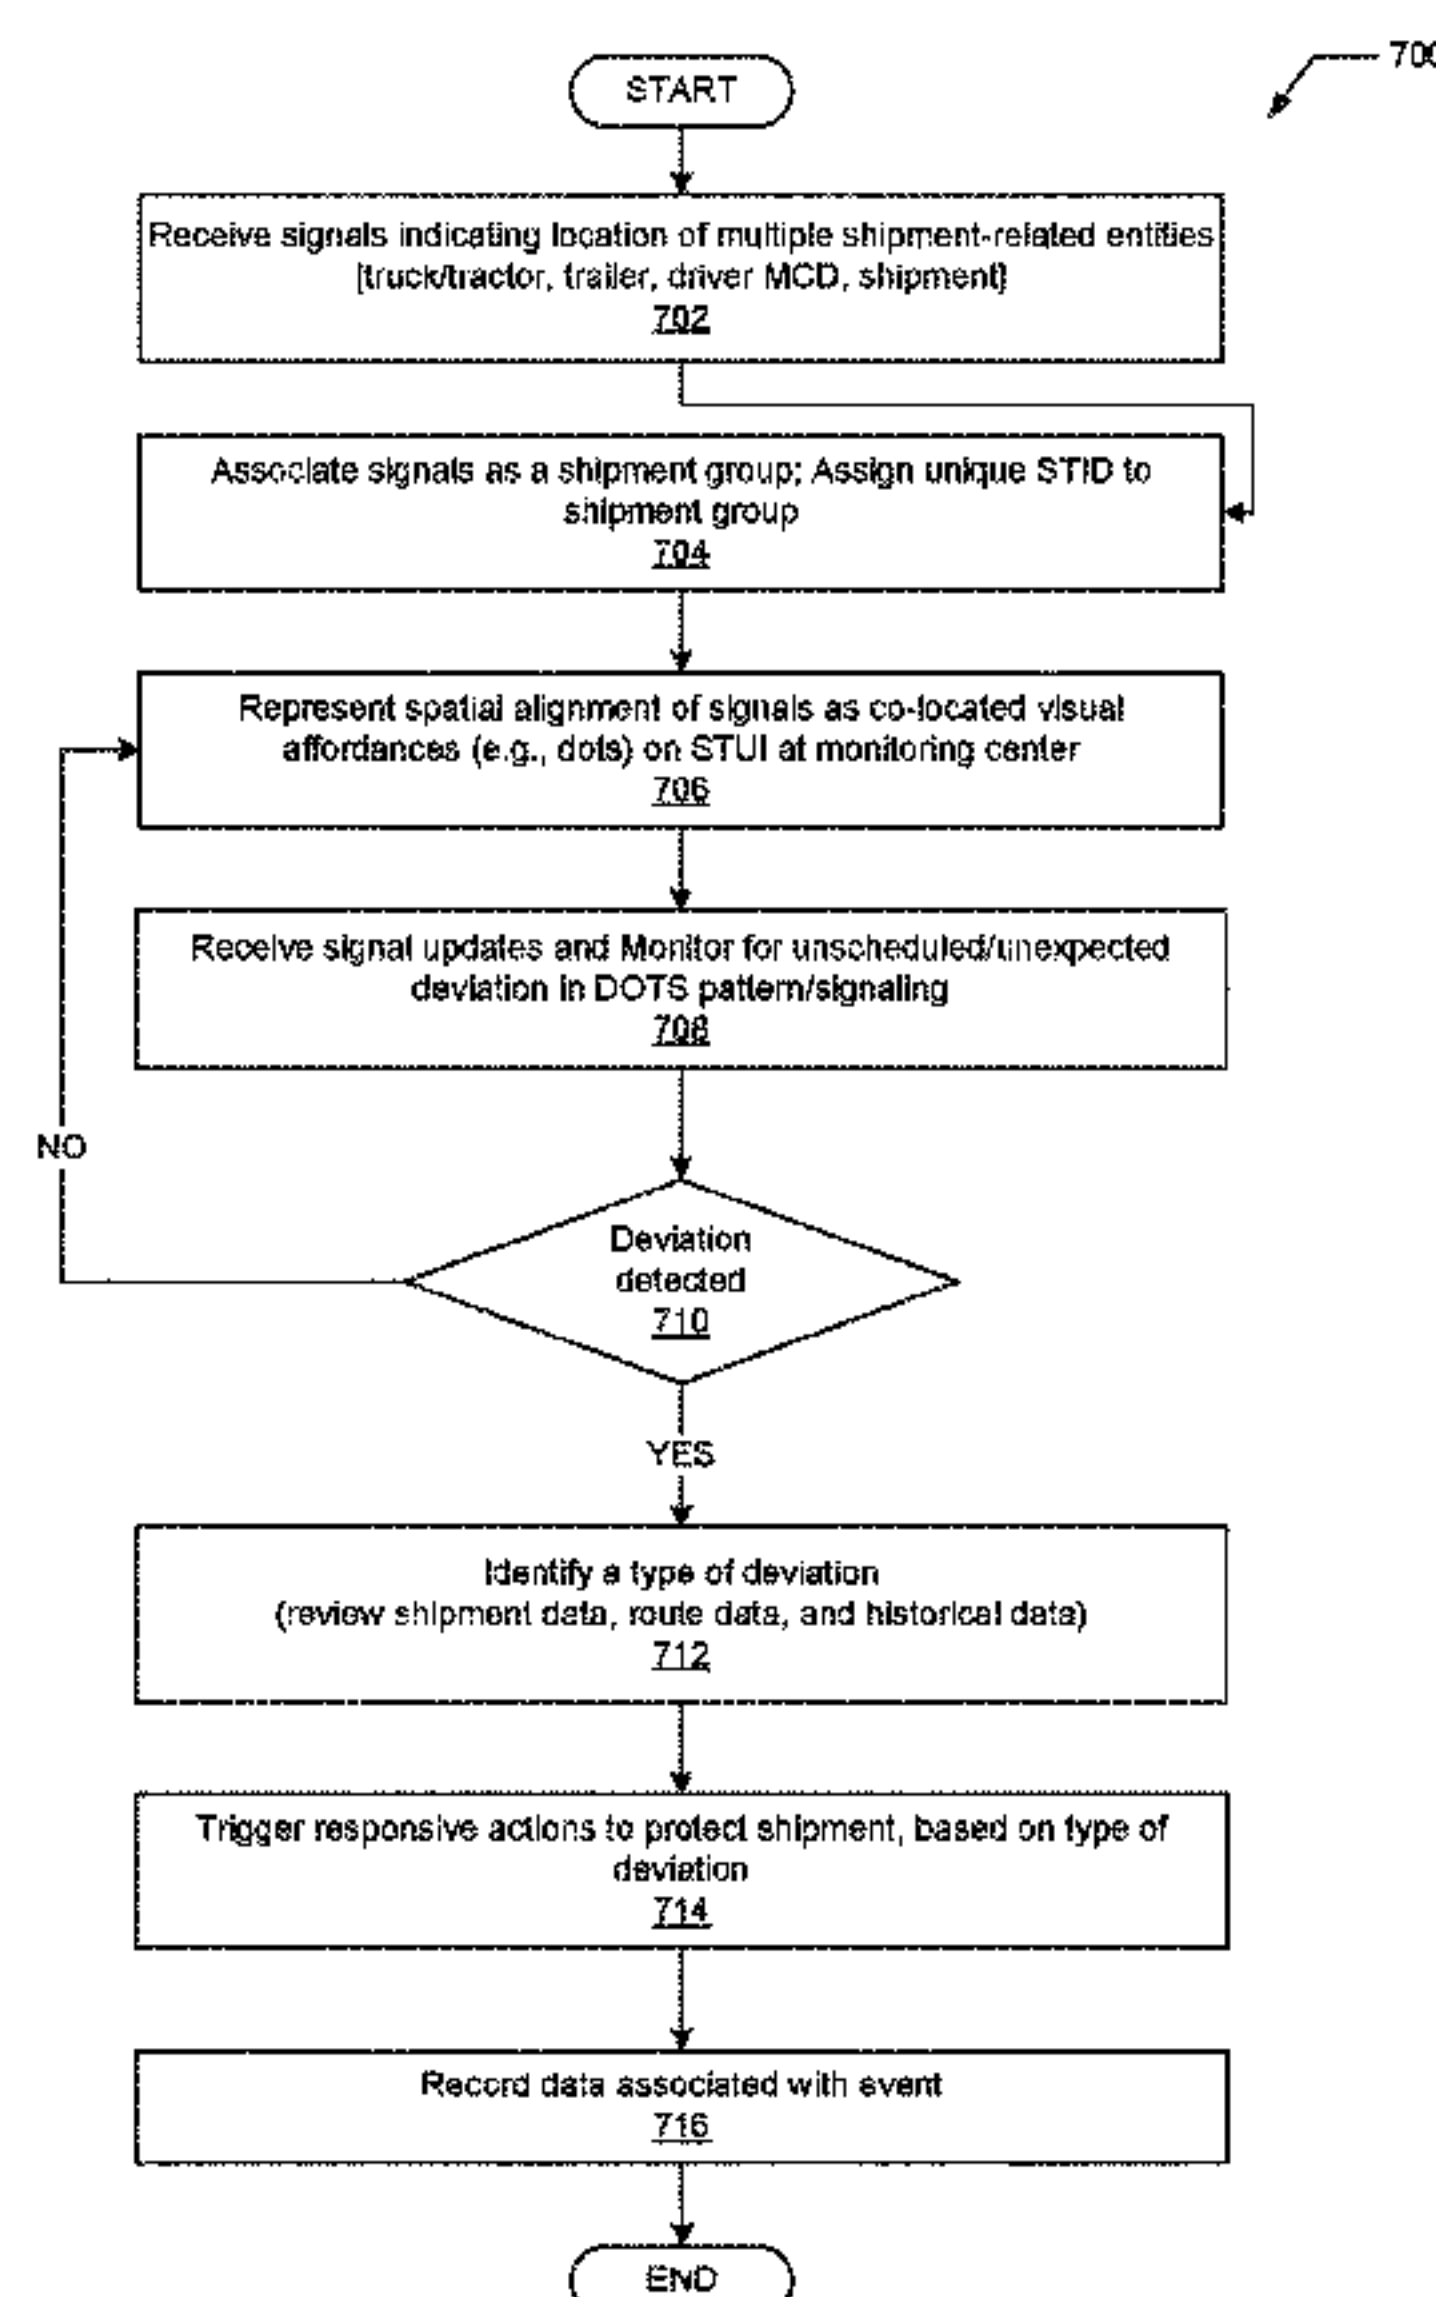 700
START
Receive signals indicating location of multiple shipment-related entities
[truck/tractor, trailer, driver MCD, shipment]
702
Associate signals as a shipment group; Assign unique STID to
shipment group
704
Represent spatial alignment of signals as co-located visual
affordances (e.g., dots) on STUI at monitoring center
706
Receive signal updates and Monitor for unscheduled/unexpected
deviation in DOTS pattern/signaling
708
NO
Deviation
detected
710
YES
Identify a type of deviation
(review shipment data, route data, and historical data)
712
Trigger responsive actions to protect shipment, based on type of
deviation
714
Record data associated with event
716
END